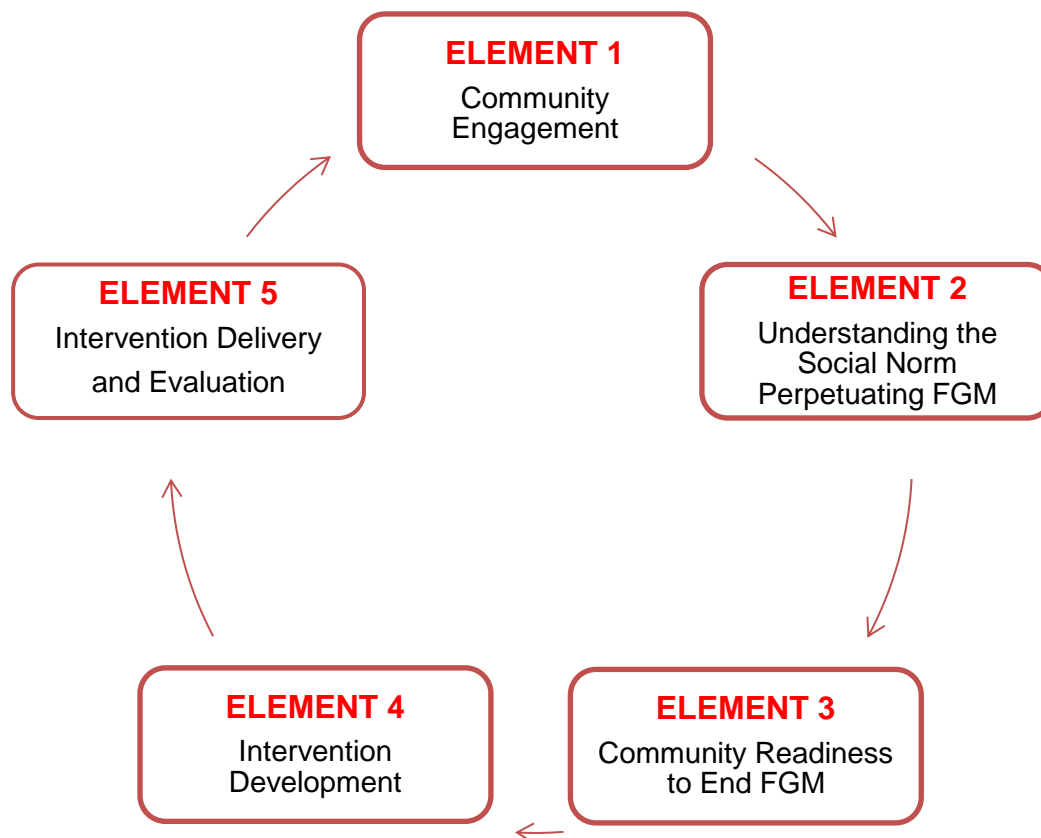 ELEMENT 1
Community
Engagement
ELEMENT 2
Understanding the
Social Norm
Perpetuating FGM
ELEMENT 3
Community Readiness
to End FGM
ELEMENT 4
Intervention
Development
ELEMENT 5
Intervention Delivery
and Evaluation